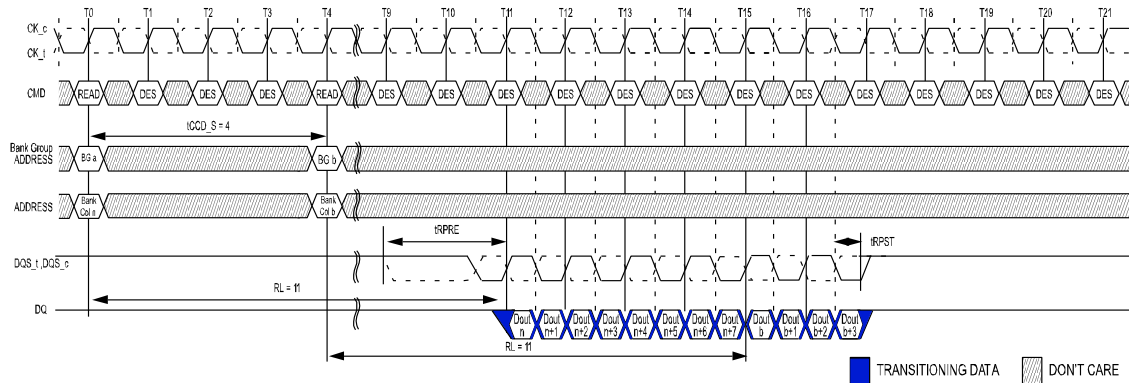 T0 T1 T2 T3 T4 T9 T10 T11 T12 T13 T14 T15 T16 T17 T18 T19 T20 T21
CK_c
CK_t
CMD READ DES DES DES READ DES DES DES DES DES DES DES DES DES DES DES DES DES
tCCD_S = 4
Bank Group
ADDRESS BG a BG b
ADDRESS Bank Col n Bank Col b
tRPRE tRPST
DQS_t ,DQS_c
RL = 11
DQ Dout n Dout n+1 Dout n+2 Dout n+3 Dout n+4 Dout n+5 Dout n+6 Dout n+7 Dout b Dout b+1 Dout b+2 Dout b+3
RL = 11
TRANSITIONING DATA DON'T CARE